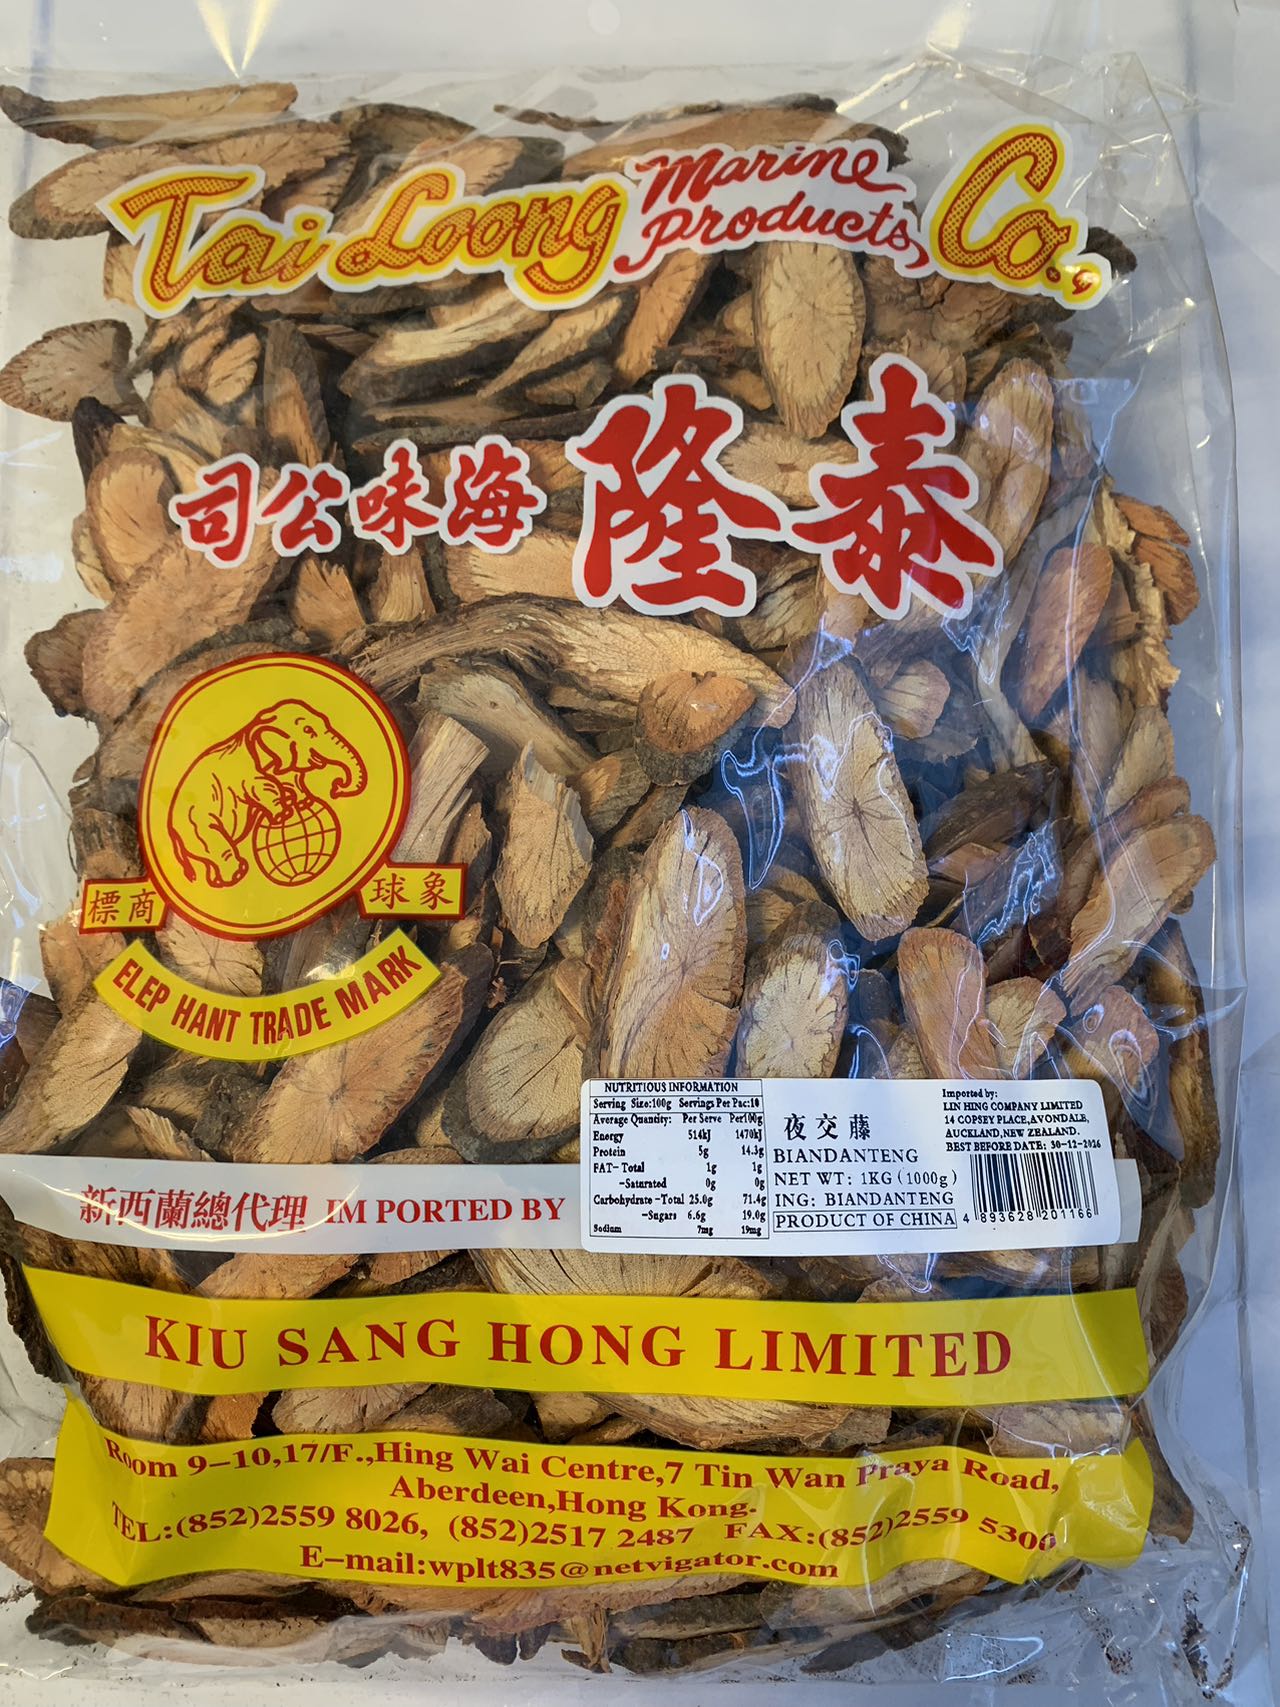 Tai Loong Marine Products Co.,
司公味海隆泰
標商 球象
ELEP HANT TRADE MARK
NUTRITIOUS INFORMATION
Serving Size:100g Servings Per Pac:10
Average Quantity: Per Serve Per100g
Energy 514kj 1470kj
Protein 5g 14.3g
FAT-Total 1g 1g
-Saturated 0g 0g
Carbohydrate-Total 25.0g 71.4g
-Sugars 6.6g 19.0g
Sodium 7mg 19mg
夜交藤
BIANDANTENG
NET WT: 1KG(1000g)
ING: BIANDANTENG
PRODUCT OF CHINA
Imported by:
LIN HING COMPANY LIMITED
14 COPSEY PLACE,AVONDALE,
AUCKLAND,NEW ZEALAND.
BEST BEFORE DATE: 30-12-2026
4 893628 201166
新西蘭總代理 IM PORTED BY
KIU SANG HONG LIMITED
Room 9-10,17/F.,Hing Wai Centre,7 Tin Wan Praya Road,
Aberdeen,Hong Kong.
TEL:(852)2559 8026, (852)2517 2487 FAX:(852)2559 5300
E-mail:wplt835@netvigator.com